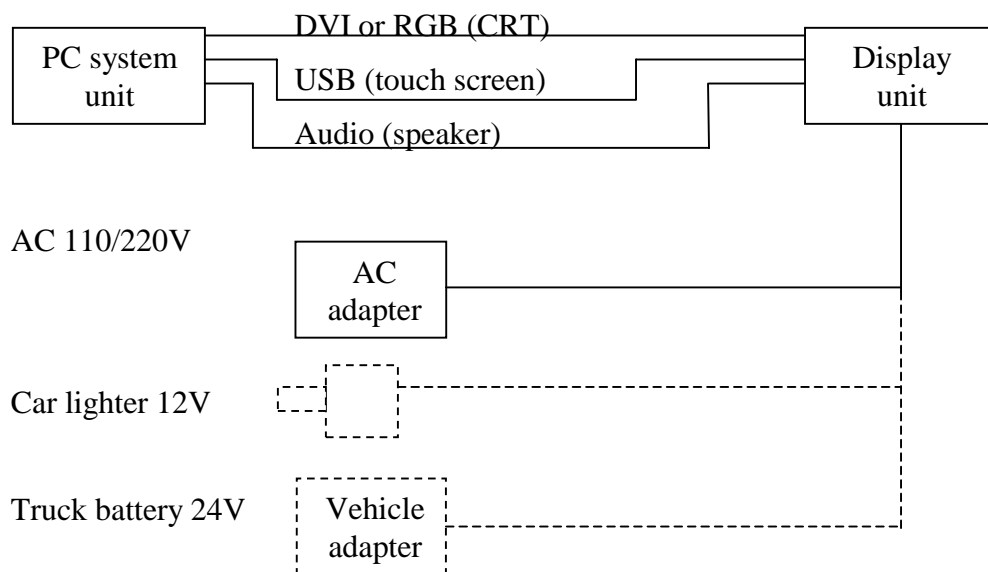 DVI or RGB (CRT)
PC system
unit
USB (touch screen)
Display
unit
Audio (speaker)
AC 110/220V
AC
adapter
Car lighter 12V
Truck battery 24V
Vehicle
adapter